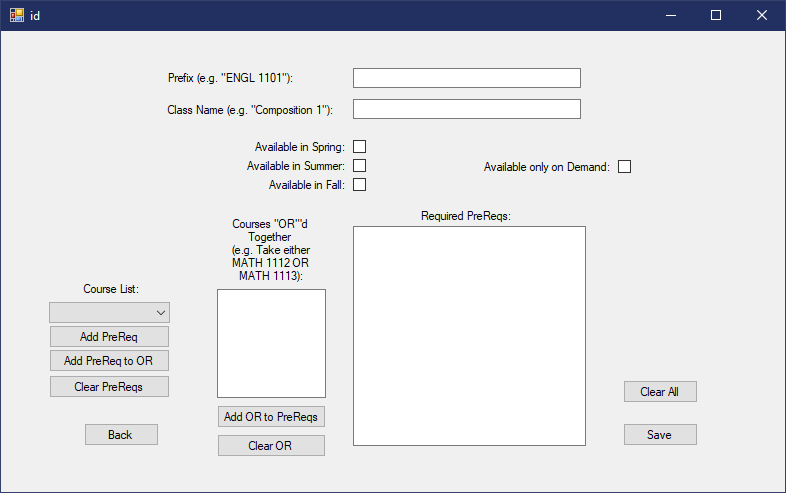 id
Prefix (e.g. "ENGL 1101"):
Class Name (e.g. "Composition 1"):
Available in Spring:
Available in Summer:
Available only on Demand:
Available in Fall:
Required PreReqs:
Courses "OR"'d
Together
(e.g. Take either
MATH 1112 OR
MATH 1113):
Course List:
Add PreReq
Add PreReq to OR
Clear PreReqs
Back
Add OR to PreReqs
Clear OR
Clear All
Save